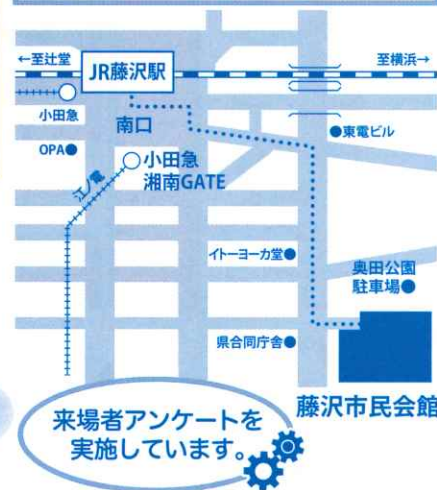 ←至辻堂
至横浜→
JR藤沢駅
小田急
南口
●東電ビル
OPA●
小田急
湘南GATE
江ノ電
イトーヨーカ堂●
奥田公園
駐車場●
県合同庁舎●
藤沢市民会館
来場者アンケートを
実施しています。